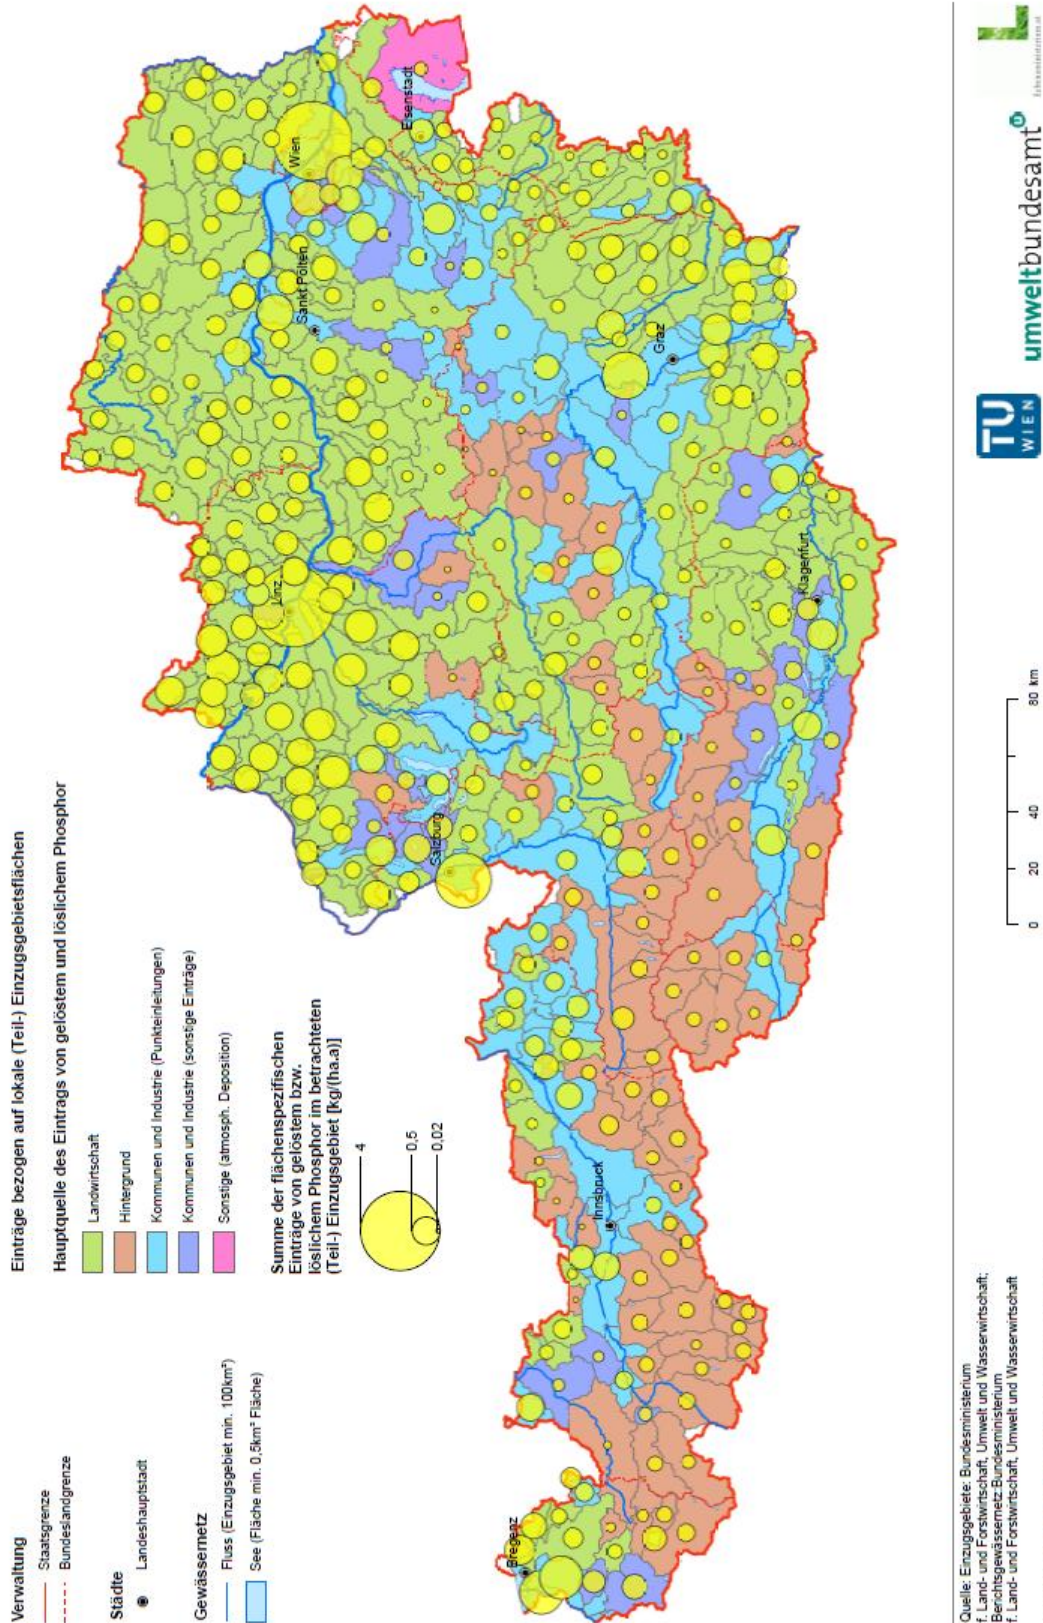 Einträge bezogen auf lokale (Teil-) Einzugsgebietsflächen
Verwaltung
Staatsgrenze
Bundeslandgrenze
Städte
Landeshauptstadt
Gewässernetz
Fluss (Einzugsgebiet min. 100km²)
See (Fläche min. 0,5km² Fläche)
Hauptquelle des Eintrags von gelöstem und löslichem Phosphor
Landwirtschaft
Hintergrund
Kommunen und Industrie (Punkteinleitungen)
Kommunen und Industrie (sonstige Einträge)
Sonstige (atmosph. Deposition)
Summe der flächenspezifischen
Einträge von gelöstem bzw.
löslichem Phosphor im betrachteten
(Teil-) Einzugsgebiet [kg/(ha.a)]
4
0,5
0,02
Bregenz
Innsbruck
Salzburg
Linz
Sankt Pölten
Wien
Eisenstadt
Graz
Klagenfurt
0 20 40 80 km
Quelle: Einzugsgebiete: Bundesministerium
f. Land- und Forstwirtschaft, Umwelt und Wasserwirtschaft;
Berichtsgewässernetz:Bundesministerium
f. Land- und Forstwirtschaft, Umwelt und Wasserwirtschaft
TU
WIEN
umweltbundesamt